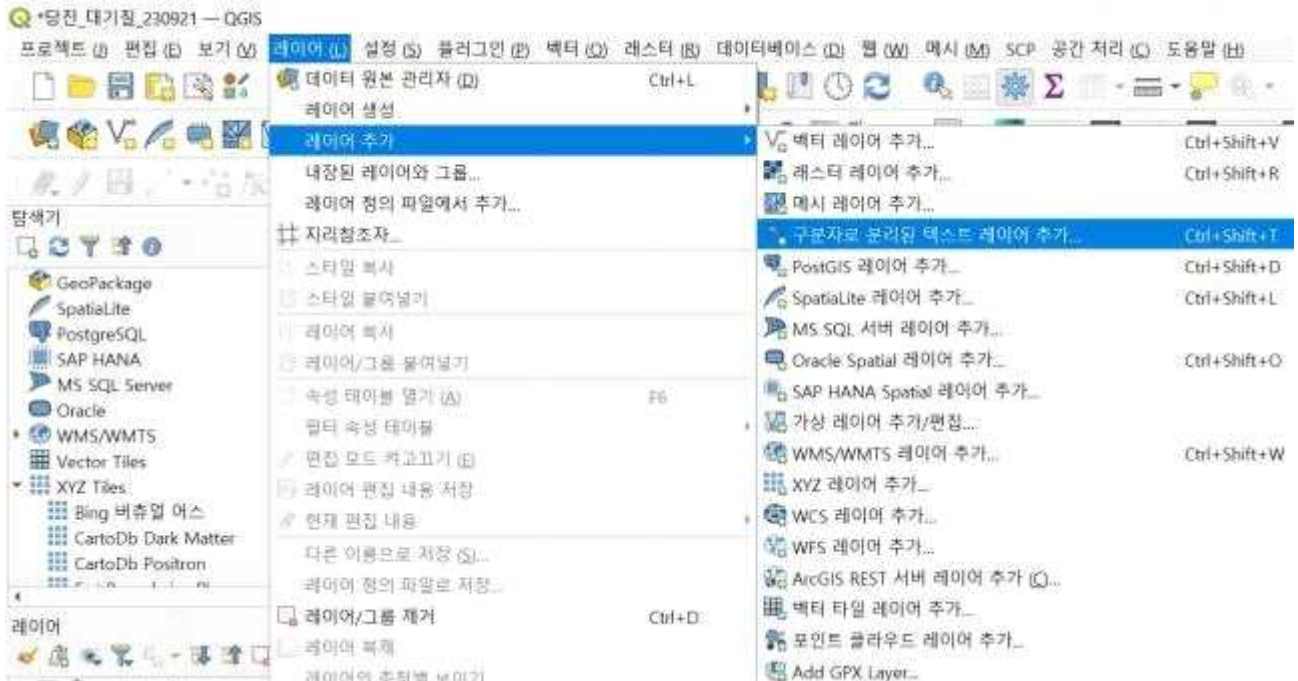 *당진_대기질_230921 — QGIS
프로젝트 (J) 편집 (E) 보기 (V) 레이어 (L) 설정 (S) 플러그인 (P) 벡터 (O) 래스터 (R) 데이터베이스 (D) 웹 (W) 메시 (M) SCP 공간 처리 (C) 도움말 (H)
데이터 원본 관리자 (D) Ctrl+L
레이어 생성
레이어 추가
내장된 레이어와 그룹...
레이어 정의 파일에서 추가...
지리참조자...
스타일 복사
스타일 붙여넣기
레이어 복사
레이어/그룹 붙여넣기
속성 테이블 열기 (A) F6
필터 속성 테이블
편집 모드 켜고끄기 (E)
레이어 편집 내용 저장
현재 편집 내용
다른 이름으로 저장 (S)...
레이어 정의 파일로 저장...
레이어/그룹 제거 Ctrl+D
레이어 복제
벡터 레이어 추가... Ctrl+Shift+V
래스터 레이어 추가... Ctrl+Shift+R
메시 레이어 추가...
구분자로 분리된 텍스트 레이어 추가... Ctrl+Shift+T
PostGIS 레이어 추가... Ctrl+Shift+D
SpatiaLite 레이어 추가... Ctrl+Shift+L
MS SQL 서버 레이어 추가...
Oracle Spatial 레이어 추가... Ctrl+Shift+O
SAP HANA Spatial 레이어 추가...
가상 레이어 추가/편집...
WMS/WMTS 레이어 추가... Ctrl+Shift+W
XYZ 레이어 추가...
WCS 레이어 추가...
WFS 레이어 추가...
ArcGIS REST 서버 레이어 추가 (C)...
벡터 타일 레이어 추가...
포인트 클라우드 레이어 추가...
Add GPX Layer...
탐색기
GeoPackage
SpatiaLite
PostgreSQL
SAP HANA
MS SQL Server
Oracle
WMS/WMTS
Vector Tiles
XYZ Tiles
Bing 버츄얼 어스
CartoDb Dark Matter
CartoDb Positron
레이어